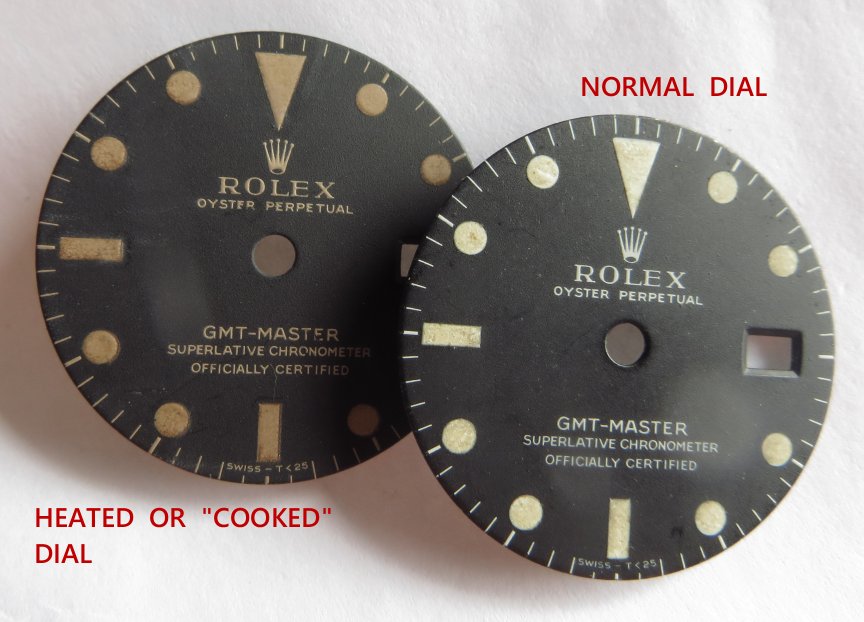 NORMAL DIAL
ROLEX
OYSTER PERPETUAL
GMT-MASTER
SUPERLATIVE CHRONOMETER
OFFICIALLY CERTIFIED
SWISS - T<25
ROLEX
OYSTER PERPETUAL
GMT-MASTER
SUPERLATIVE CHRONOMETER
OFFICIALLY CERTIFIED
SWISS - T<25
HEATED OR "COOKED"
DIAL